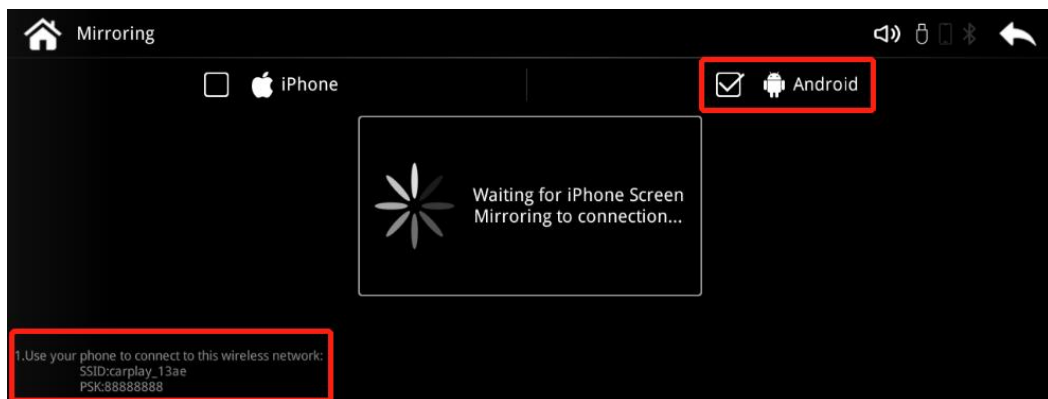 Mirroring
iPhone
Android
Waiting for iPhone Screen
Mirroring to connection...
1.Use your phone to connect to this wireless network:
SSID:carplay_13ae
PSK:88888888